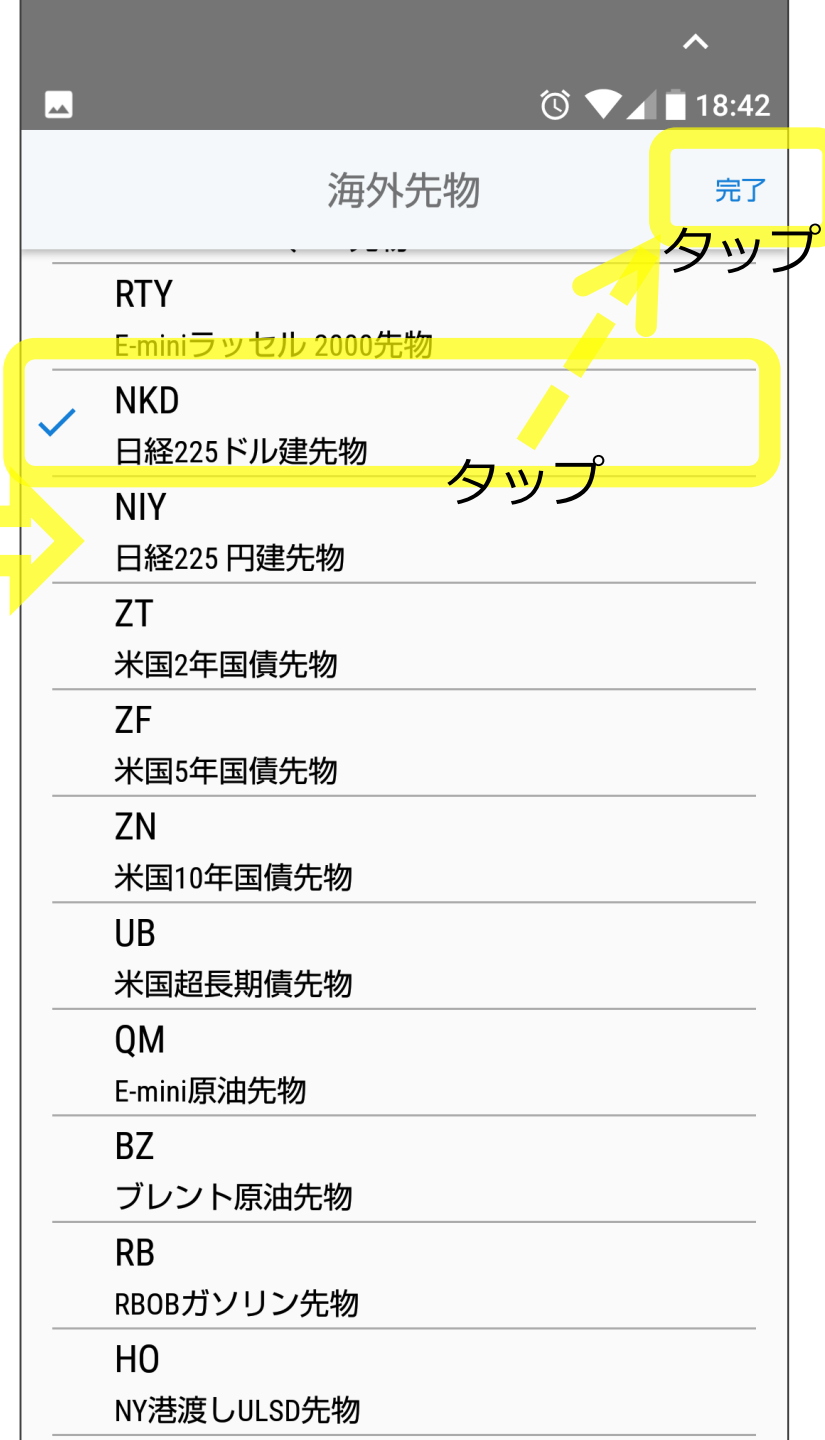 18:42
海外先物
完了
タップ
RTY
E-miniラッセル 2000先物
NKD
日経225ドル建先物
タップ
NIY
日経225 円建先物
ZT
米国2年国債先物
ZF
米国5年国債先物
ZN
米国10年国債先物
UB
米国超長期債先物
QM
E-mini原油先物
BZ
ブレント原油先物
RB
RBOBガソリン先物
HO
NY港渡しULSD先物